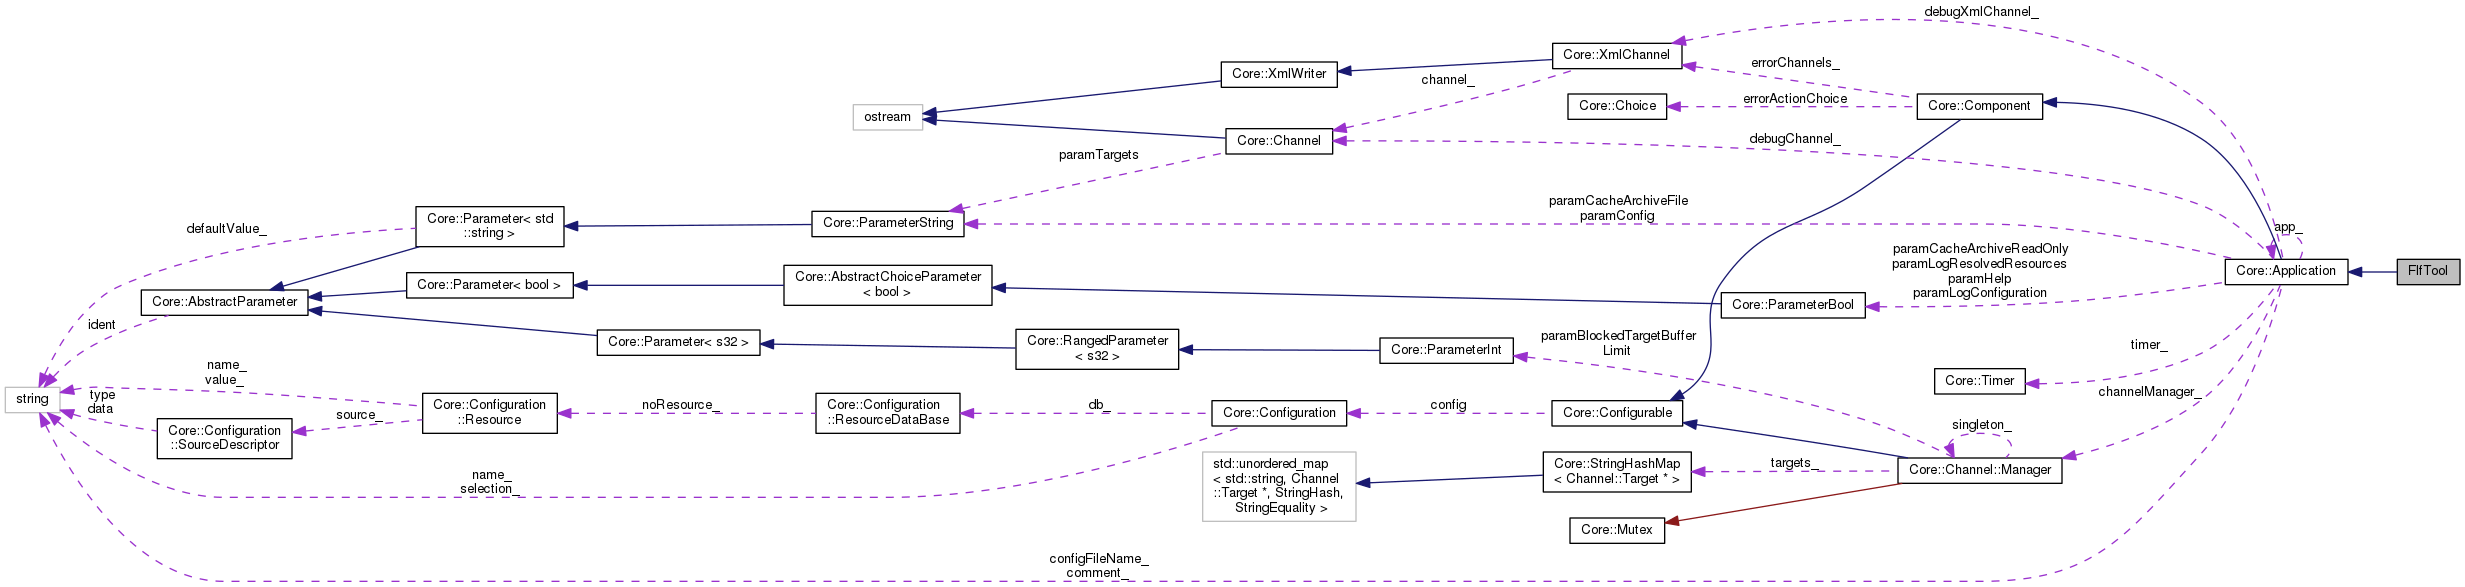 debugXmlChannel_
Core::XmlChannel
errorChannels_
Core::XmlWriter
channel_
Core::Choice
errorActionChoice
Core::Component
ostream
Core::Channel
debugChannel_
paramTargets
paramCacheArchiveFile
paramConfig
Core::Parameter< std
::string >
Core::ParameterString
defaultValue_
app_
paramCacheArchiveReadOnly
paramLogResolvedResources
paramHelp
paramLogConfiguration
Core::Application
FlfTool
Core::AbstractChoiceParameter
< bool >
Core::Parameter< bool >
Core::AbstractParameter
Core::ParameterBool
ident
Core::Parameter< s32 >
Core::RangedParameter
< s32 >
Core::ParameterInt
paramBlockedTargetBuffer
Limit
timer_
Core::Timer
name_
value_
string
type
data
source_
Core::Configuration
::Resource
noResource_
Core::Configuration
::ResourceDataBase
db_
Core::Configuration
config
Core::Configurable
channelManager_
Core::Configuration
::SourceDescriptor
singleton_
name_
selection_
std::unordered_map
< std::string, Channel
::Target *, StringHash,
StringEquality >
Core::StringHashMap
< Channel::Target * >
targets_
Core::Channel::Manager
Core::Mutex
configFileName_
comment_